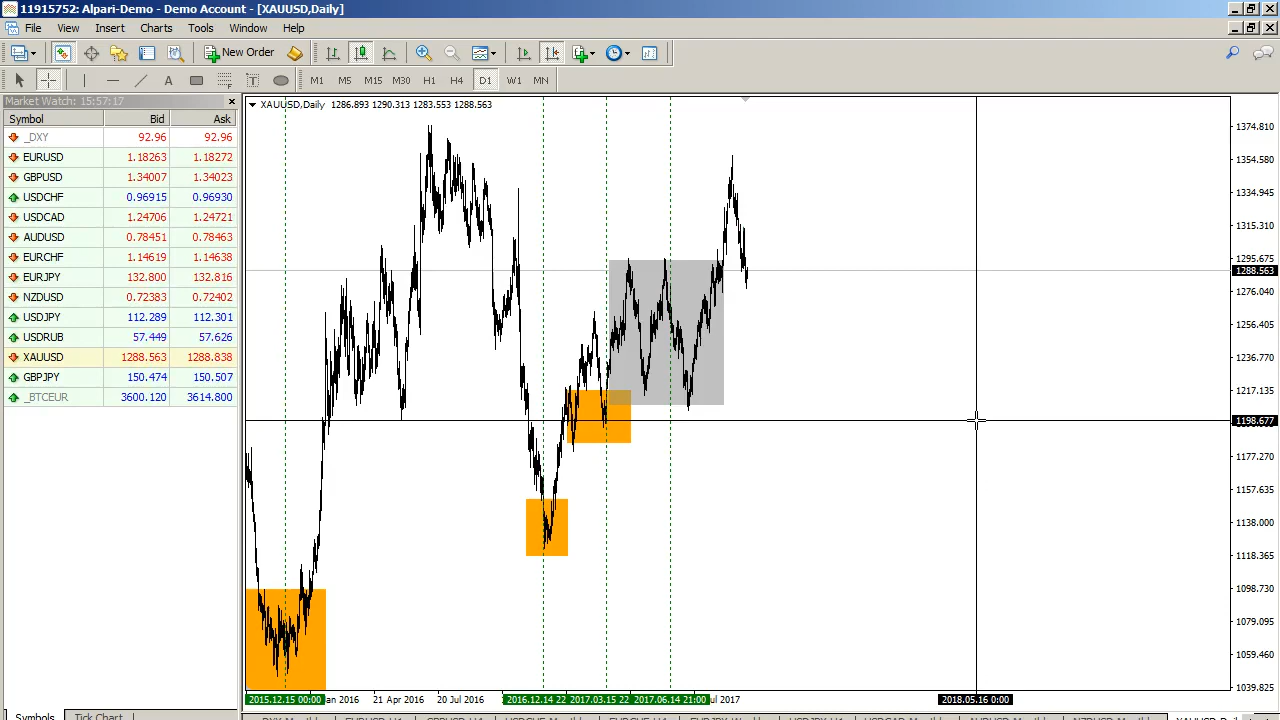 11915752: Alpari-Demo - Demo Account - [XAUUSD,Daily]
File View Insert Charts Tools Window Help
New Order
A T M1 M5 M15 M30 H1 H4 D1 W1 MN
Market Watch: 15:57:17
Symbol Bid Ask
_DXY 92.96 92.96
EURUSD 1.18263 1.18272
GBPUSD 1.34007 1.34023
USDCHF 0.96915 0.96930
USDCAD 1.24706 1.24721
AUDUSD 0.78451 0.78463
EURCHF 1.14619 1.14638
EURJPY 132.800 132.816
NZDUSD 0.72383 0.72402
USDJPY 112.289 112.301
USDRUB 57.449 57.626
XAUUSD 1288.563 1288.838
GBPJPY 150.474 150.507
_BTCEUR 3600.120 3614.800
Symbols Tick Chart
XAUUSD,Daily 1286.893 1290.313 1283.553 1288.563
1374.810
1354.580
1334.945
1315.310
1295.675
1288.563
1276.040
1256.405
1236.770
1217.135
1198.677
1177.270
1157.635
1138.000
1118.365
1098.730
1079.095
1059.460
1039.825
2015.12.15 00:00 an 2016 21 Apr 2016 20 Jul 2016 2016.12.14 22 2017.03.15 22 2017.06.14 21:00 ul 2017 2018.05.16 0:00